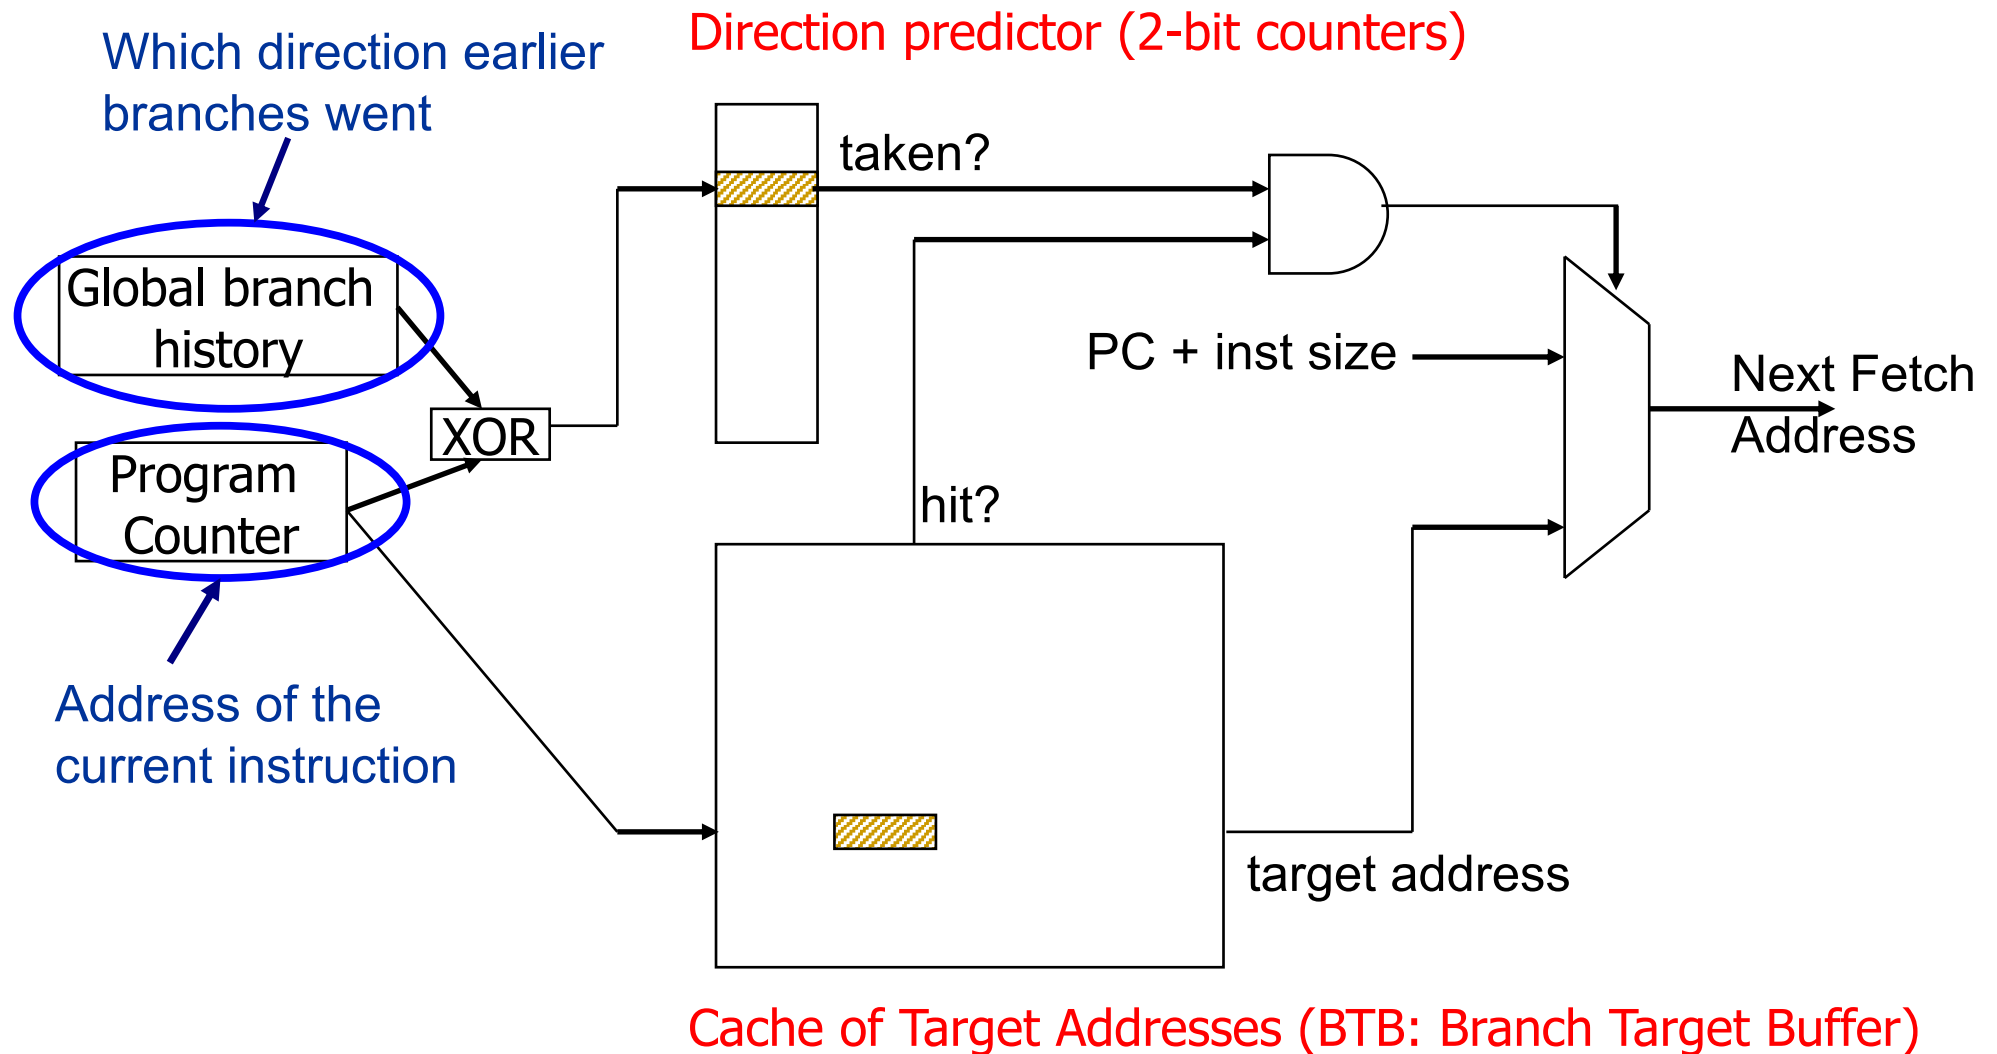 Direction predictor (2-bit counters)
Which direction earlier
branches went
taken?
Global branch
history
PC + inst size
Next Fetch
Address
XOR
Program
Counter
hit?
Address of the
current instruction
target address
Cache of Target Addresses (BTB: Branch Target Buffer)